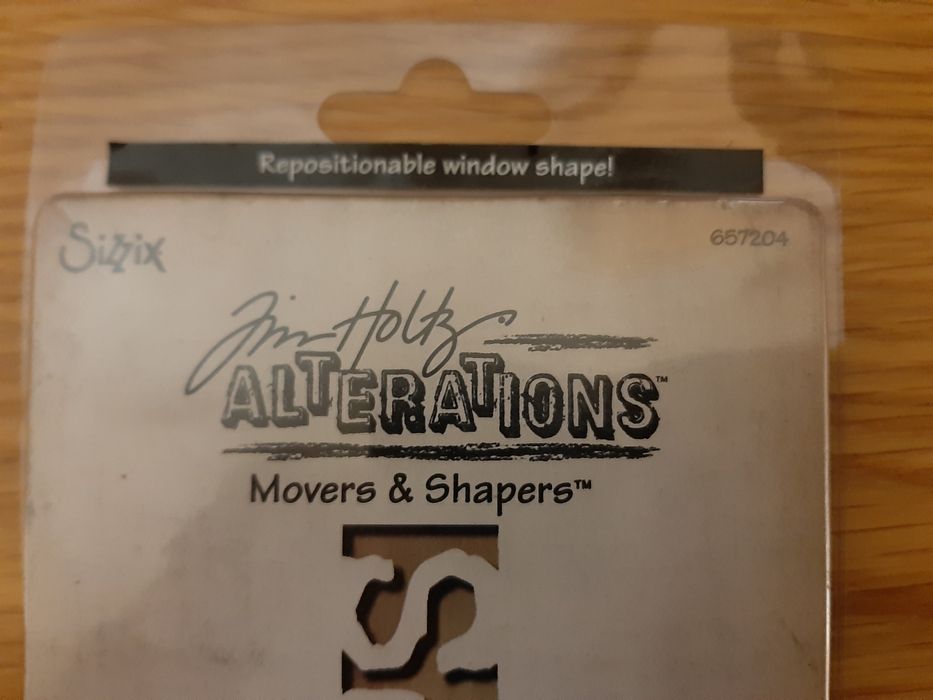 Repositionable window shape!
Sizzix
657204
Tim Holtz
ALTERATIONS™
Movers & Shapers™